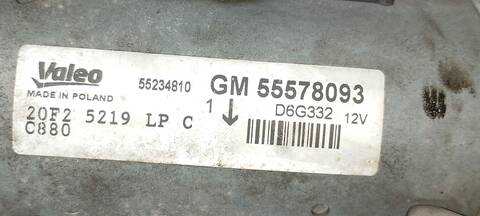 Valeo 55234810 GM 55578093
MADE IN POLAND 1 D6G332 12V
20F2 5219 LP C
C880